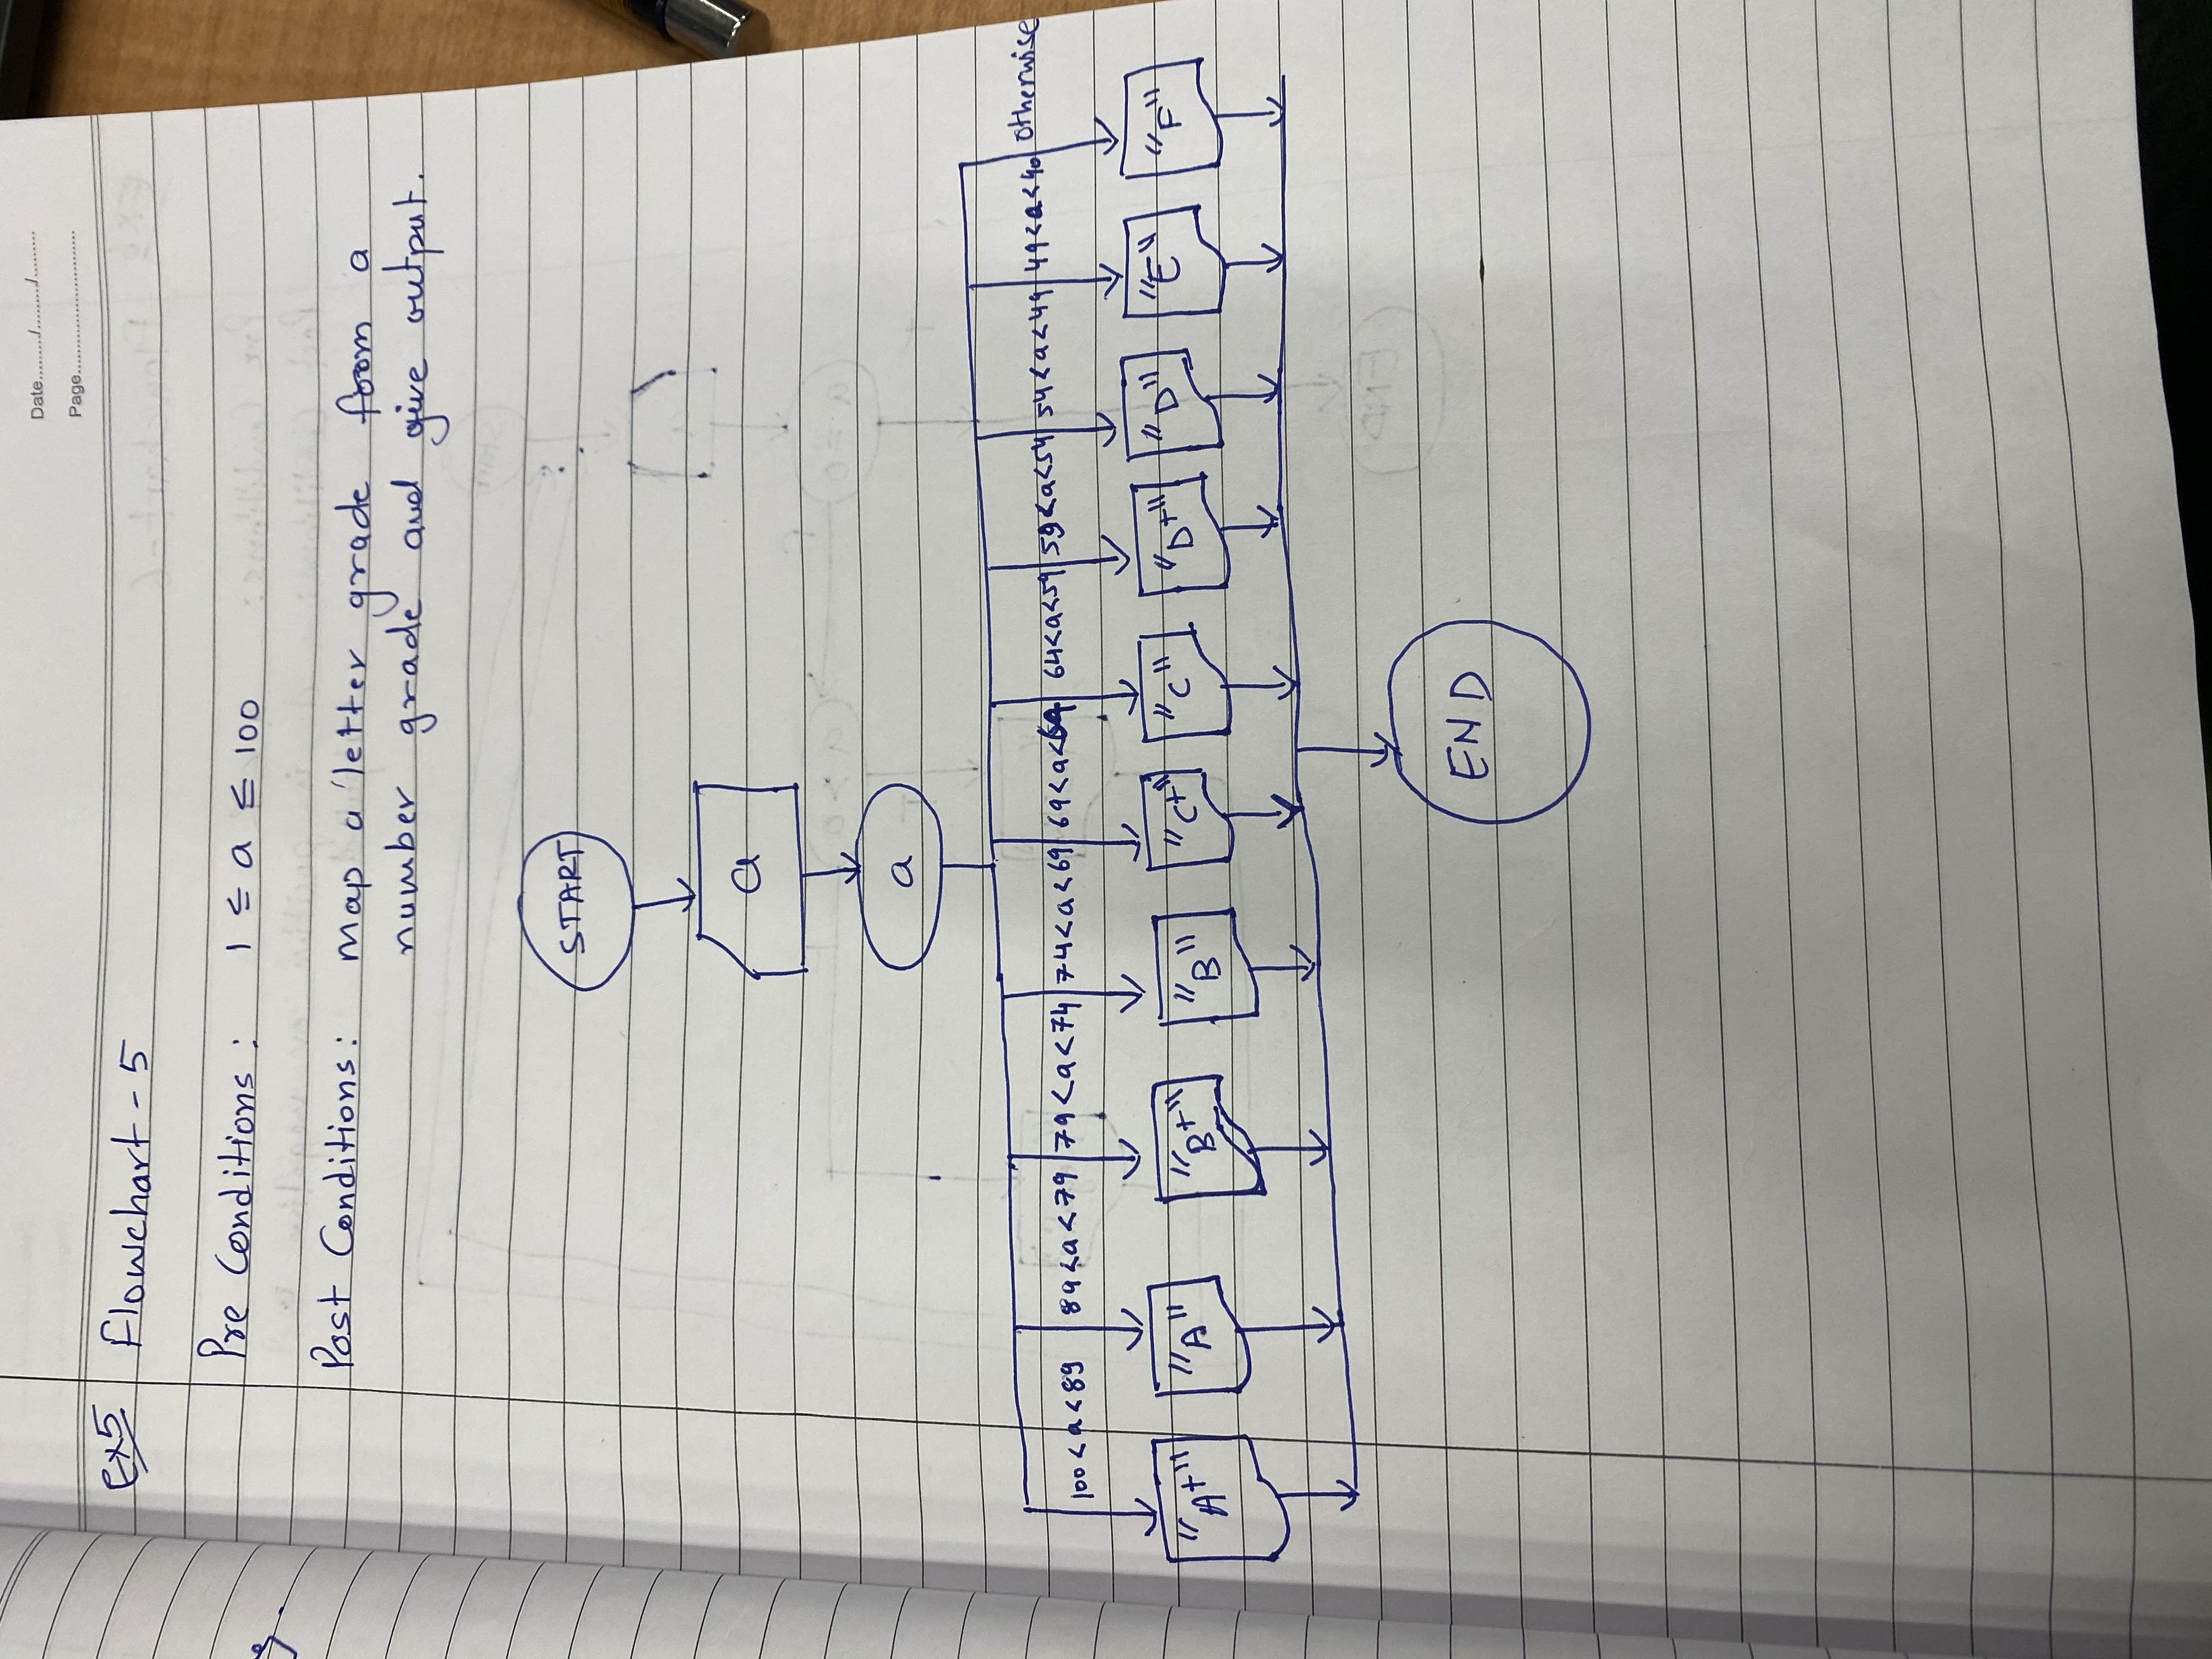 Date........./........./.........
Page..............................
Ex5 Flowchart - 5
Pre Conditions : 1 ≤ a ≤ 100
Post Conditions : map a letter grade from a
number grade and give output.
START
a
a
100 < a < 89 89 < a < 79 79 < a < 74 74 < a < 69 69 < a < 64 64 < a < 59 59 < a < 54 54 < a < 49 49 < a < 40 otherwise
"A+" "A" "B+" "B" "C+" "C" "D+" "D" "E" "F"
END